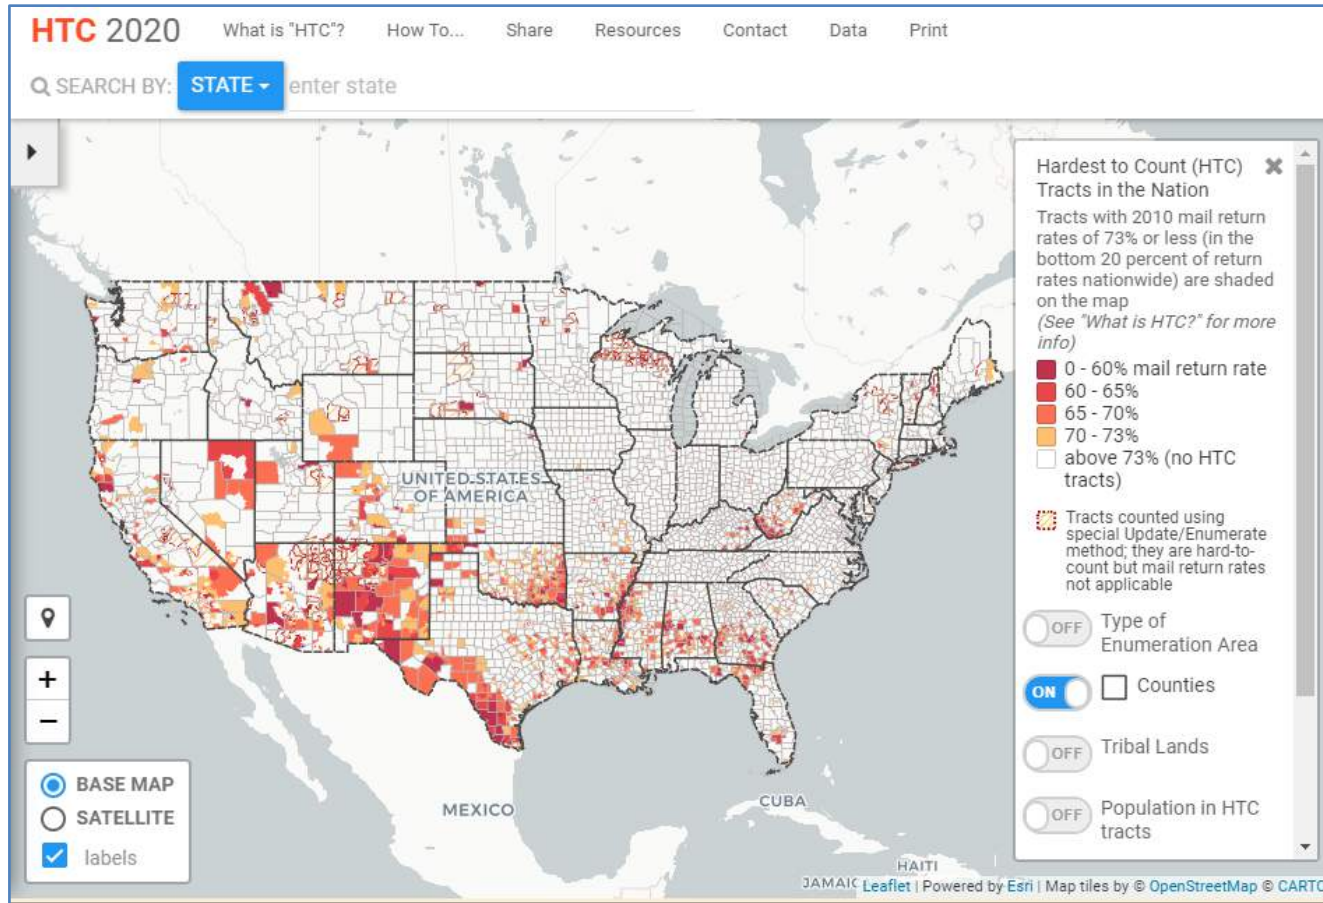 HTC 2020 What is "HTC"? How To... Share Resources Contact Data Print
SEARCH BY: STATE enter state
Hardest to Count (HTC)
Tracts in the Nation
Tracts with 2010 mail return
rates of 73% or less (in the
bottom 20 percent of return
rates nationwide) are shaded
on the map
(See "What is HTC?" for more
info)
0 - 60% mail return rate
60 - 65%
65 - 70%
70 - 73%
above 73% (no HTC
tracts)
Tracts counted using
special Update/Enumerate
method; they are hard-to-
count but mail return rates
not applicable
OFF Type of
Enumeration Area
ON Counties
OFF Tribal Lands
OFF Population in HTC
tracts
UNITED STATES
OF AMERICA
MEXICO
CUBA
HAITI
JAMAIC
+
−
BASE MAP
SATELLITE
labels
Leaflet | Powered by Esri | Map tiles by © OpenStreetMap © CARTO